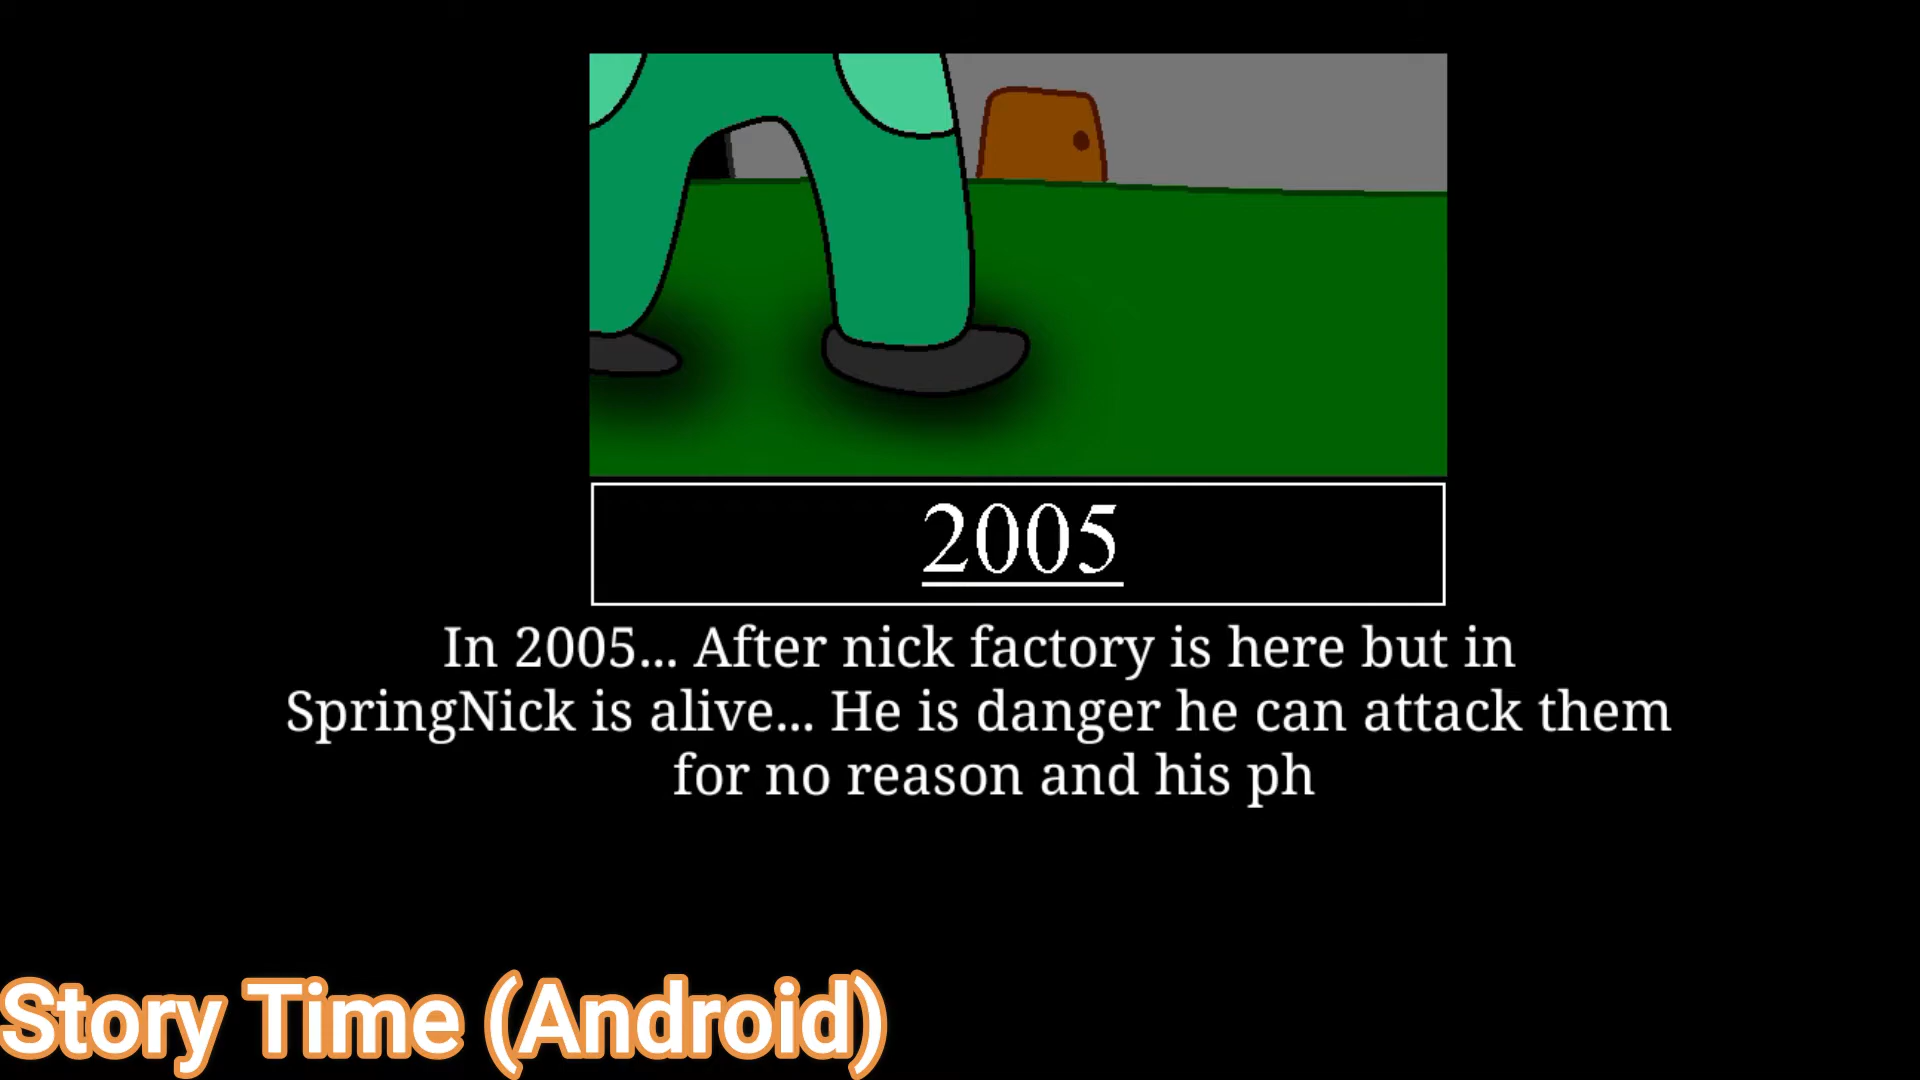 2005
In 2005... After nick factory is here but in
SpringNick is alive... He is danger he can attack them
for no reason and his ph
Story Time (Android)